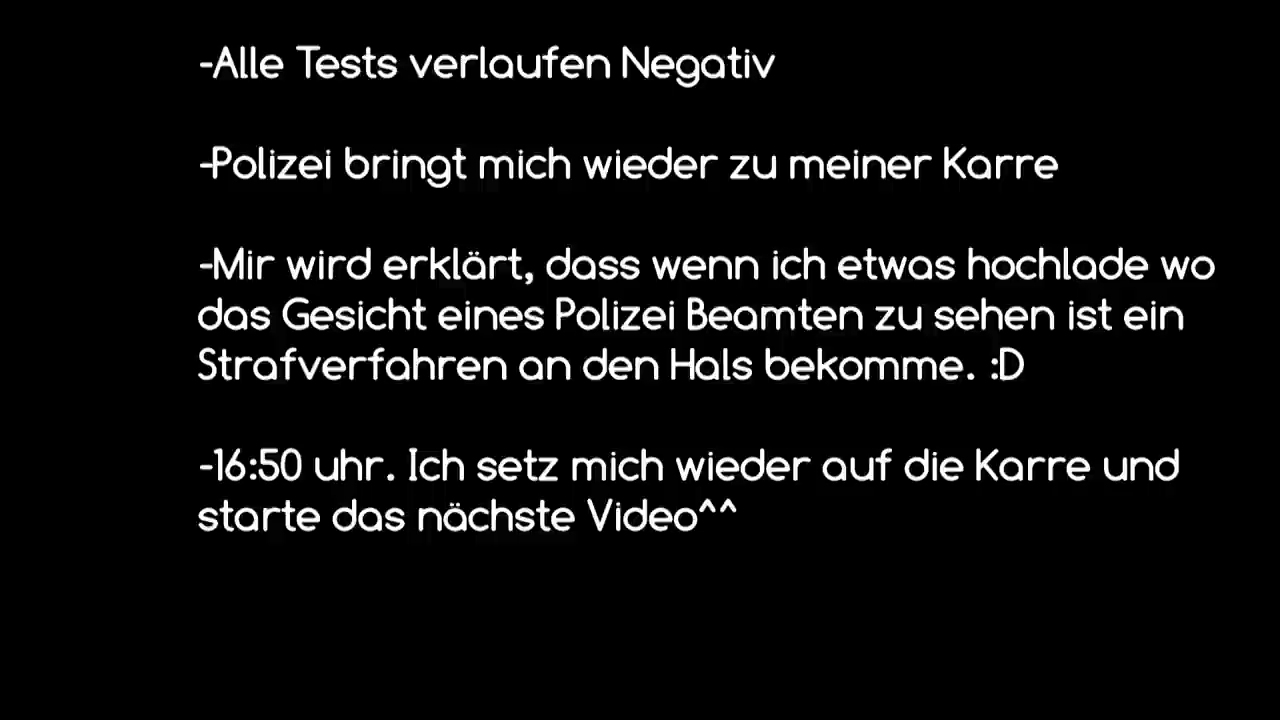 -Alle Tests verlaufen Negativ
-Polizei bringt mich wieder zu meiner Karre
-Mir wird erklärt, dass wenn ich etwas hochlade wo
das Gesicht eines Polizei Beamten zu sehen ist ein
Strafverfahren an den Hals bekomme. :D
-16:50 uhr. Ich setz mich wieder auf die Karre und
starte das nächste Video^^